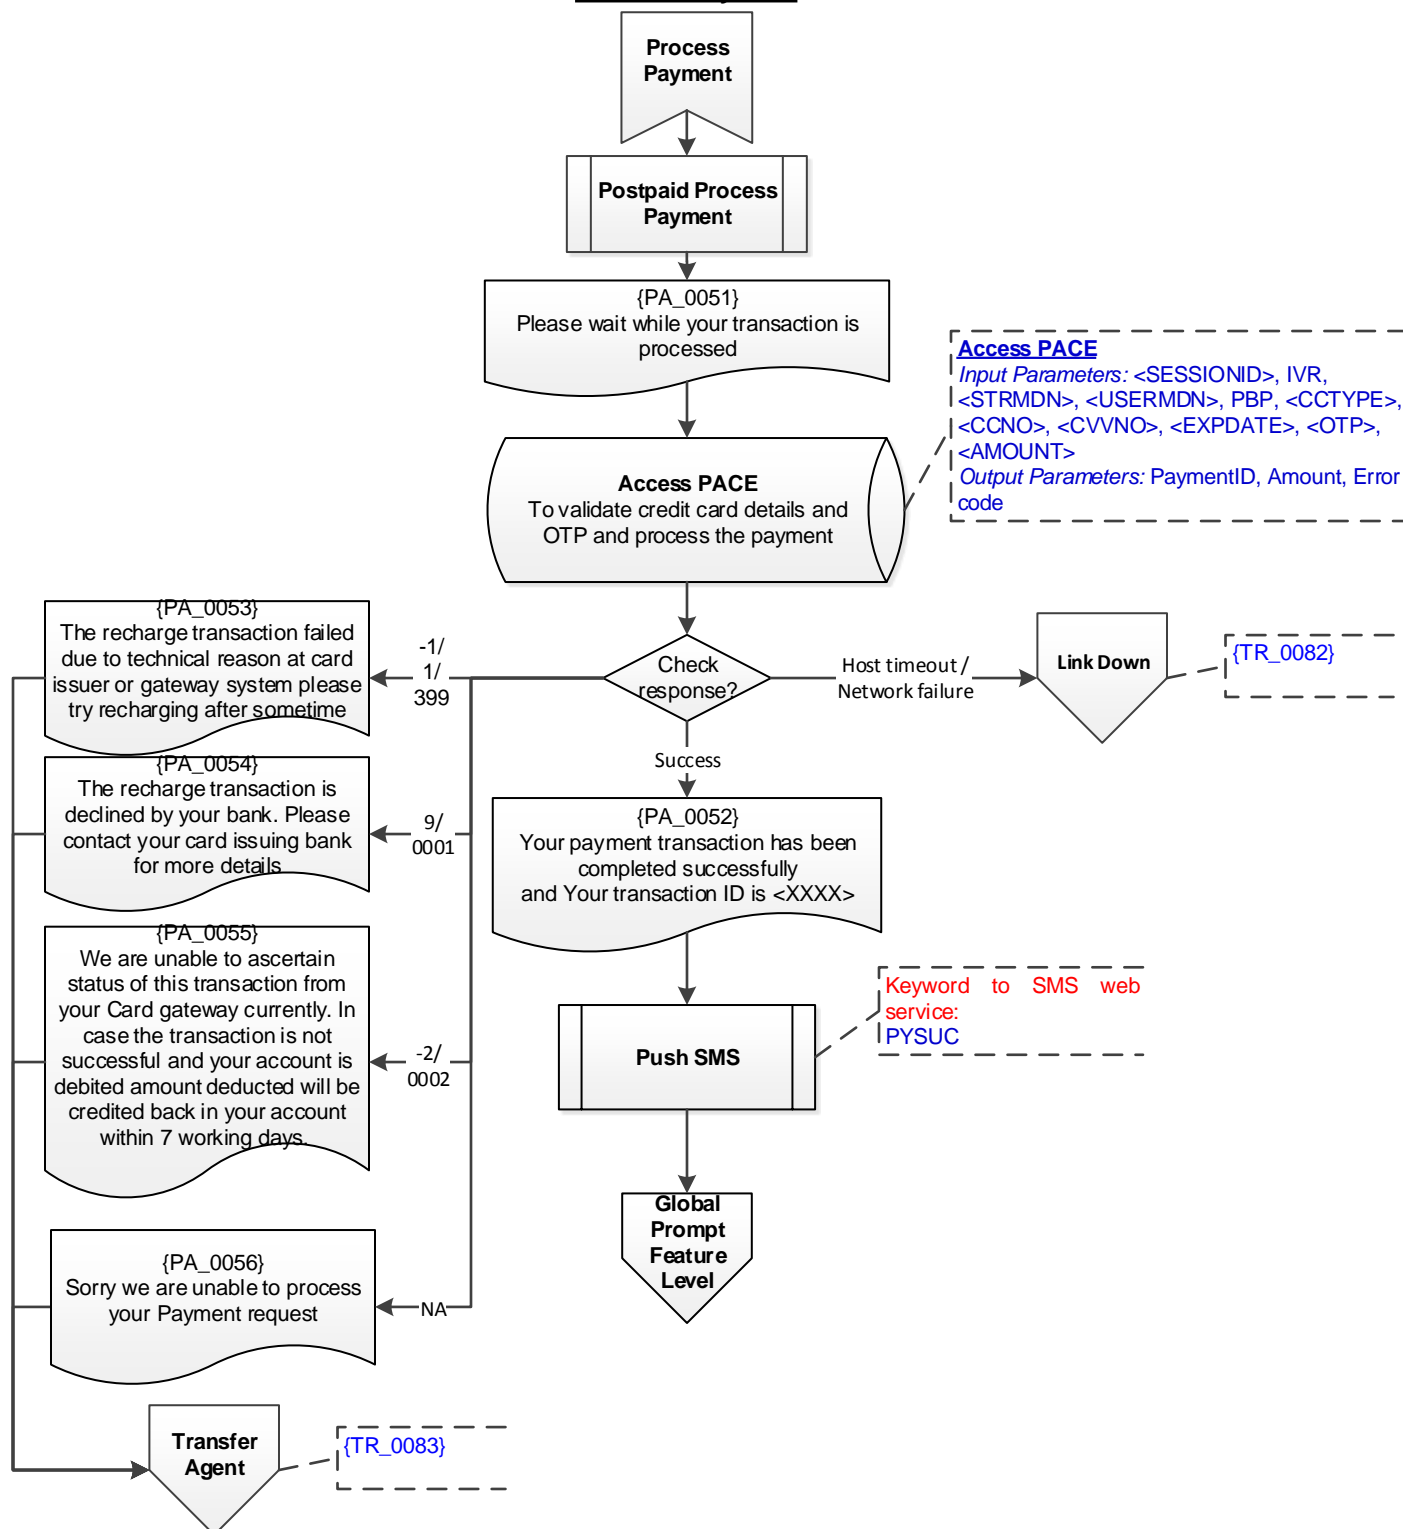 Process
Payment
Postpaid Process
Payment
{PA_0051}
Please wait while your transaction is
processed
Access PACE
Input Parameters: <SESSIONID>, IVR,
<STRMDN>, <USERMDN>, PBP, <CCTYPE>,
<CCNO>, <CVVNO>, <EXPDATE>, <OTP>,
<AMOUNT>
Output Parameters: PaymentID, Amount, Error
code
Access PACE
To validate credit card details and
OTP and process the payment
Check
response?
Host timeout /
Network failure
Link Down
{TR_0082}
-1/
1/
399
{PA_0053}
The recharge transaction failed
due to technical reason at card
issuer or gateway system please
try recharging after sometime
9/
0001
{PA_0054}
The recharge transaction is
declined by your bank. Please
contact your card issuing bank
for more details
-2/
0002
{PA_0055}
We are unable to ascertain
status of this transaction from
your Card gateway currently. In
case the transaction is not
successful and your account is
debited amount deducted will be
credited back in your account
within 7 working days.
NA
{PA_0056}
Sorry we are unable to process
your Payment request
Success
{PA_0052}
Your payment transaction has been
completed successfully
and Your transaction ID is <XXXX>
Push SMS
Keyword to SMS web
service:
PYSUC
Global
Prompt
Feature
Level
Transfer
Agent
{TR_0083}